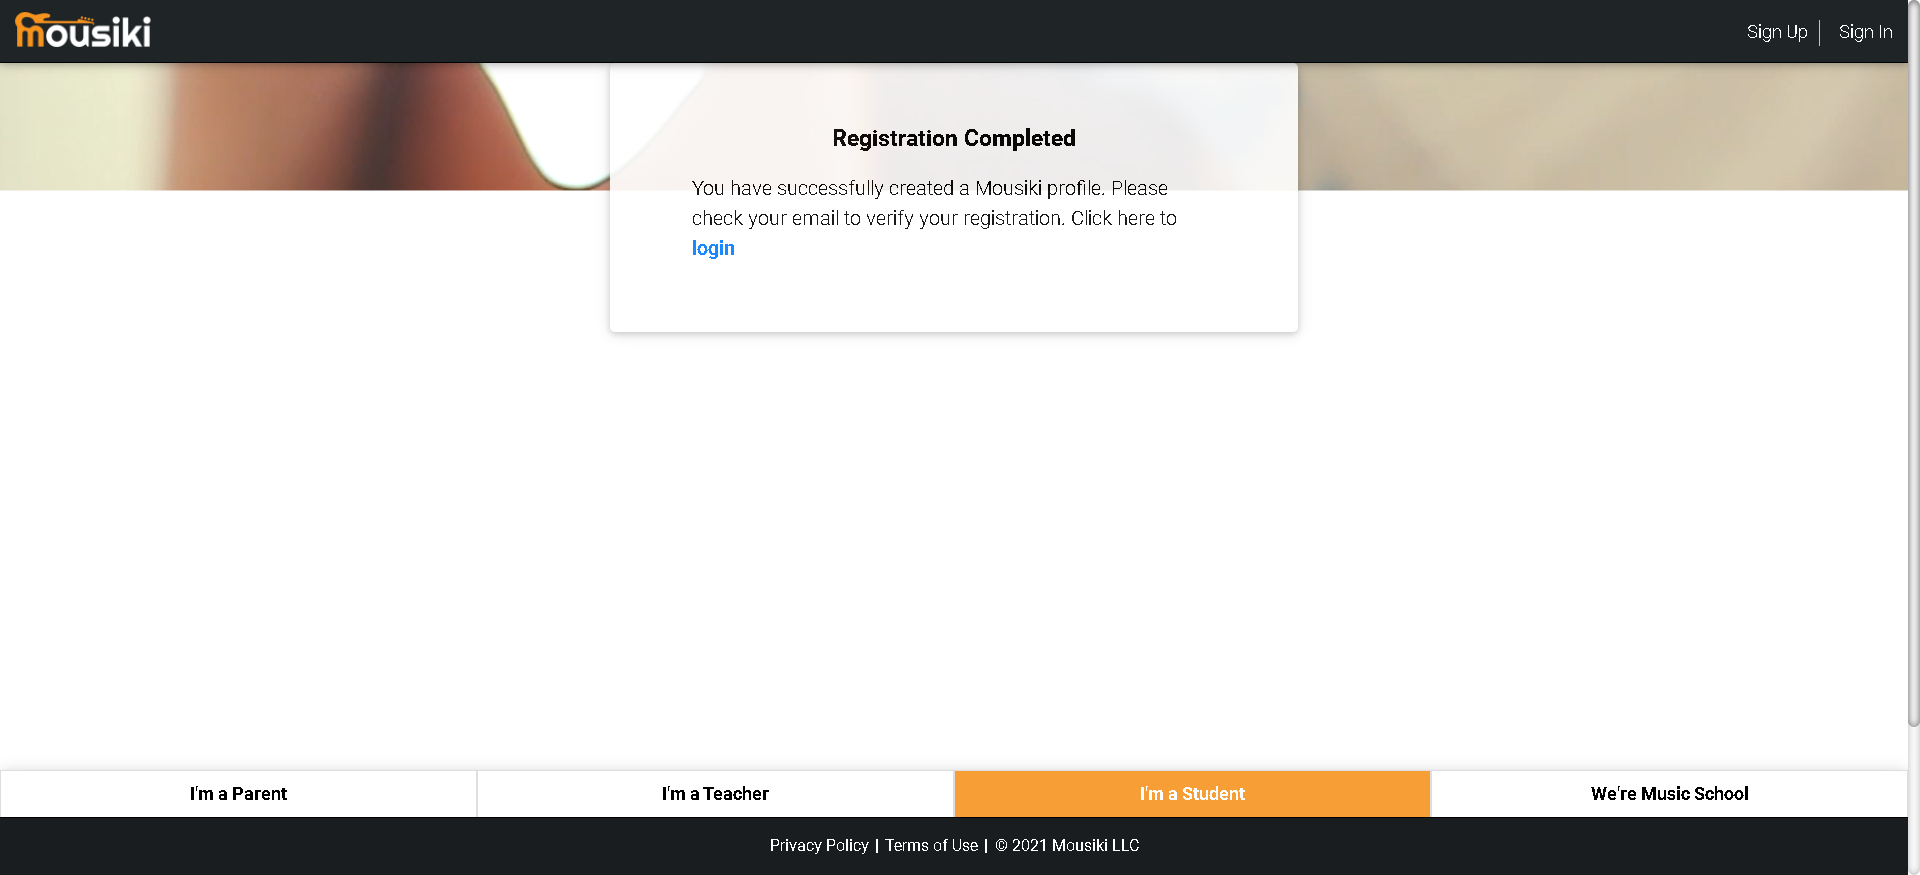 mousiki
Sign Up
Sign In
Registration Completed
You have successfully created a Mousiki profile. Please
check your email to verify your registration. Click here to
login
I'm a Parent
I'm a Teacher
I'm a Student
We're Music School
Privacy Policy | Terms of Use | © 2021 Mousiki LLC